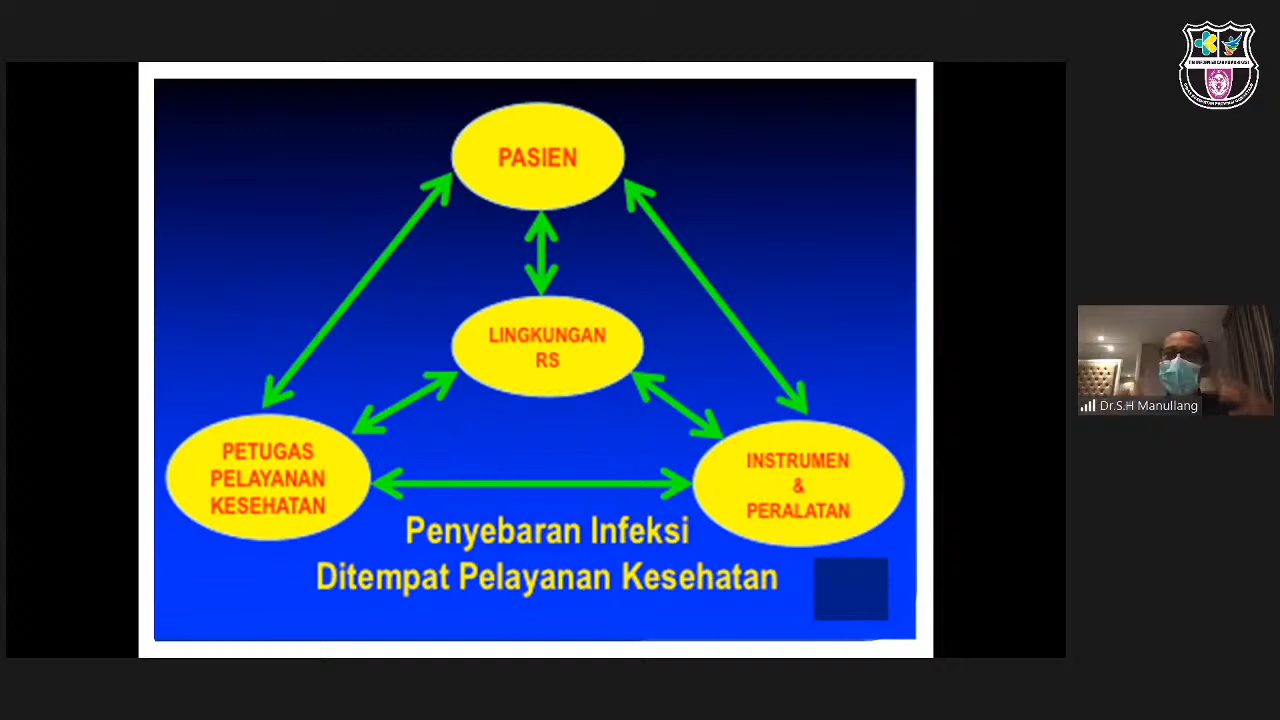 PASIEN
LINGKUNGAN
RS
PETUGAS
PELAYANAN
KESEHATAN
INSTRUMEN
&
PERALATAN
Penyebaran Infeksi
Ditempat Pelayanan Kesehatan
Dr.S.H Manullang